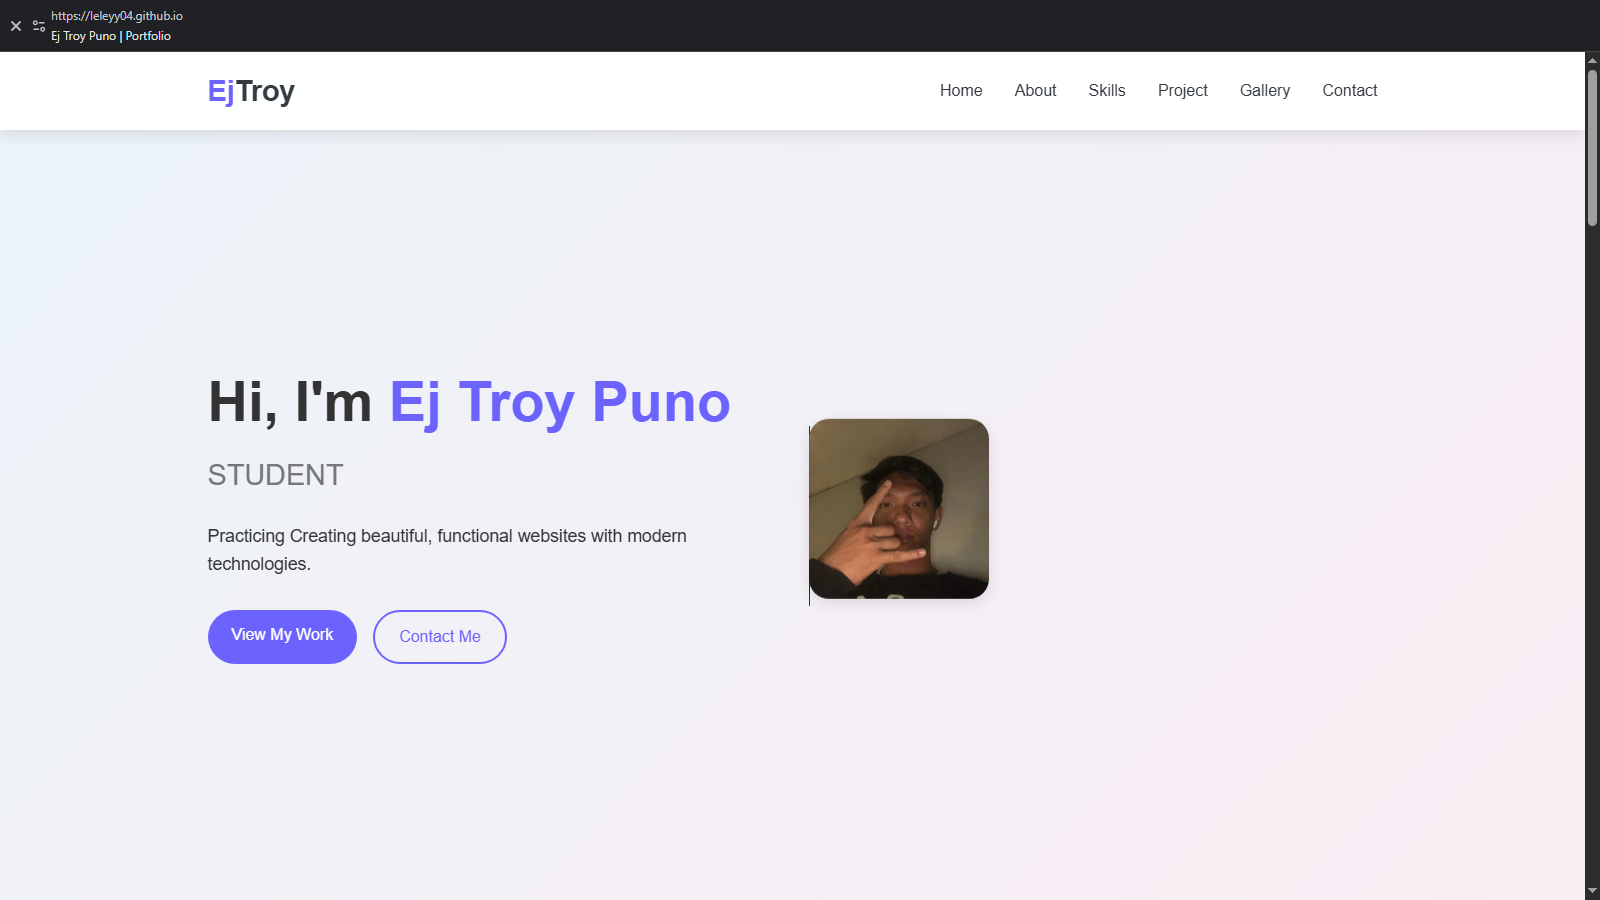 https://leleyy04.github.io
Ej Troy Puno | Portfolio
EjTroy
Home
About
Skills
Project
Gallery
Contact
Hi, I'm Ej Troy Puno
STUDENT
Practicing Creating beautiful, functional websites with modern
technologies.
View My Work
Contact Me